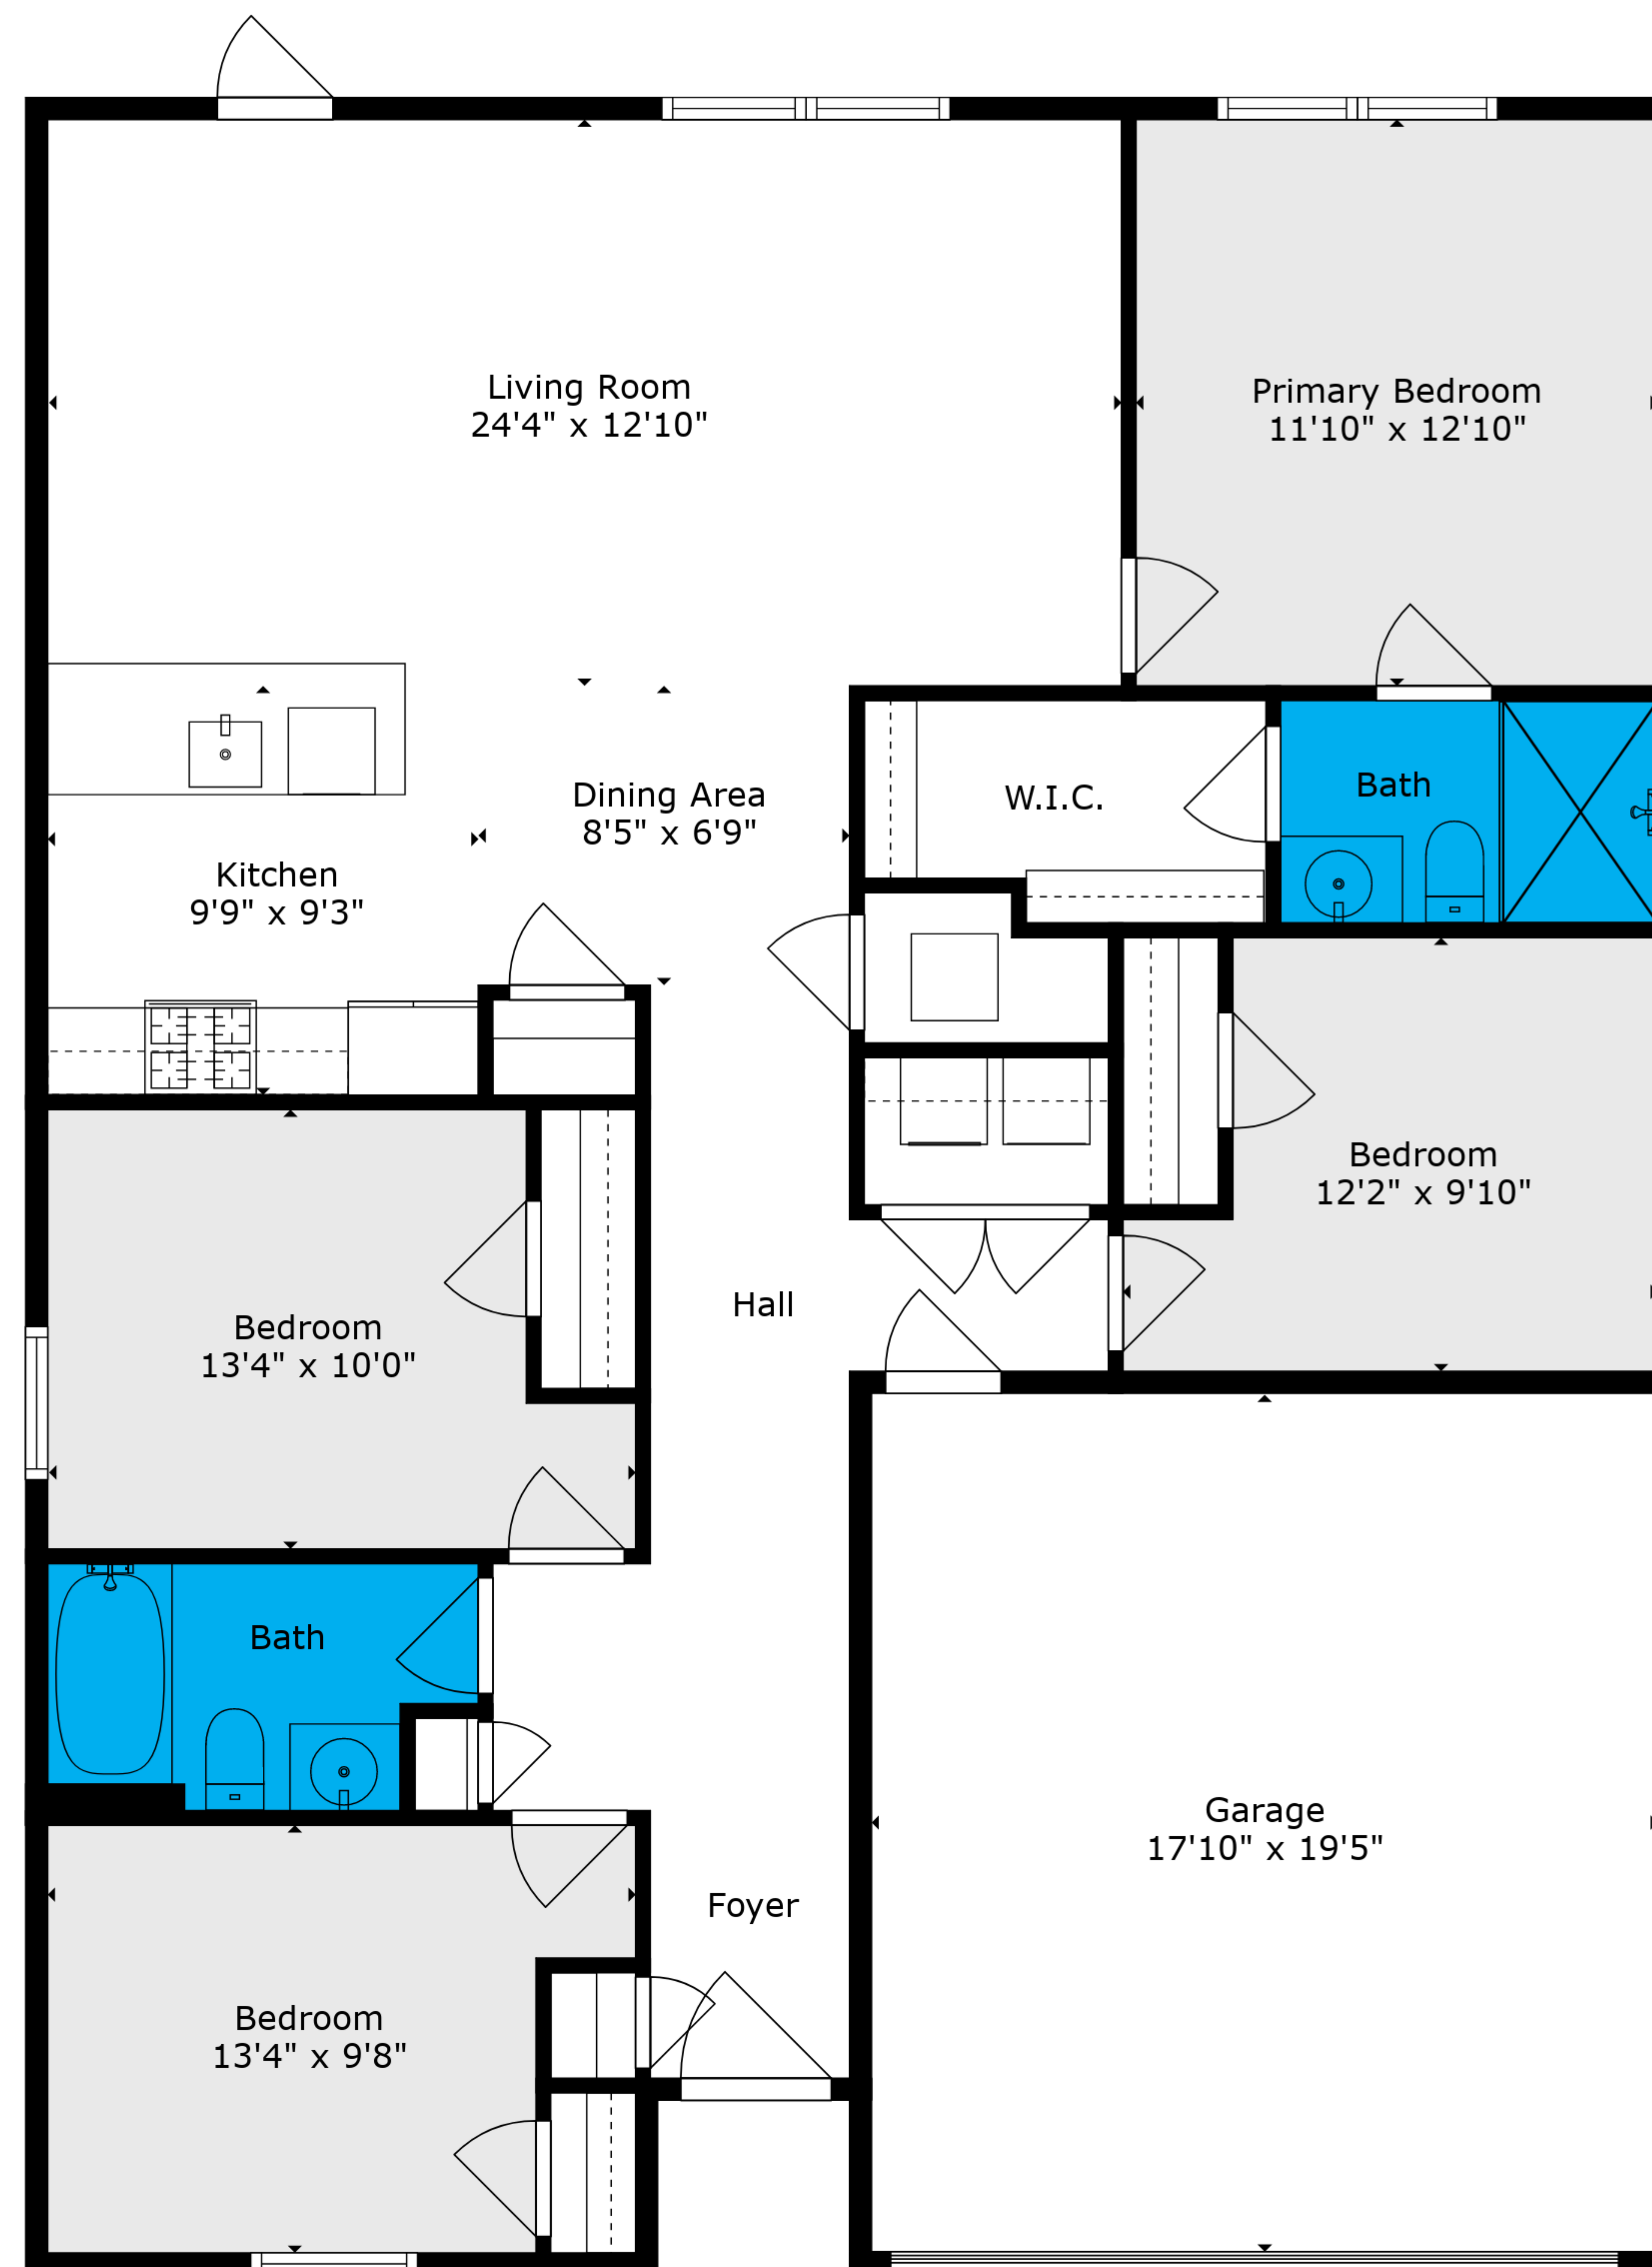 Living Room
24'4" x 12'10"
Primary Bedroom
11'10" x 12'10"
Dining Area
8'5" x 6'9"
W.I.C.
Bath
Kitchen
9'9" x 9'3"
Bedroom
12'2" x 9'10"
Hall
Bedroom
13'4" x 10'0"
Bath
Garage
17'10" x 19'5"
Foyer
Bedroom
13'4" x 9'8"